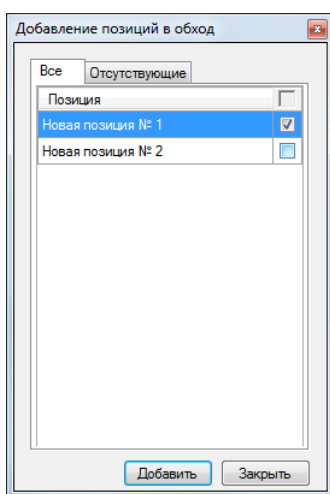 Добавление позиций в обход
Все Отсутствующие
Позиция
Новая позиция № 1
Новая позиция № 2
Добавить Закрыть